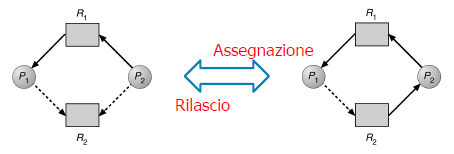 R1
P1
P2
R2
Assegnazione
Rilascio
R1
P1
P2
R2